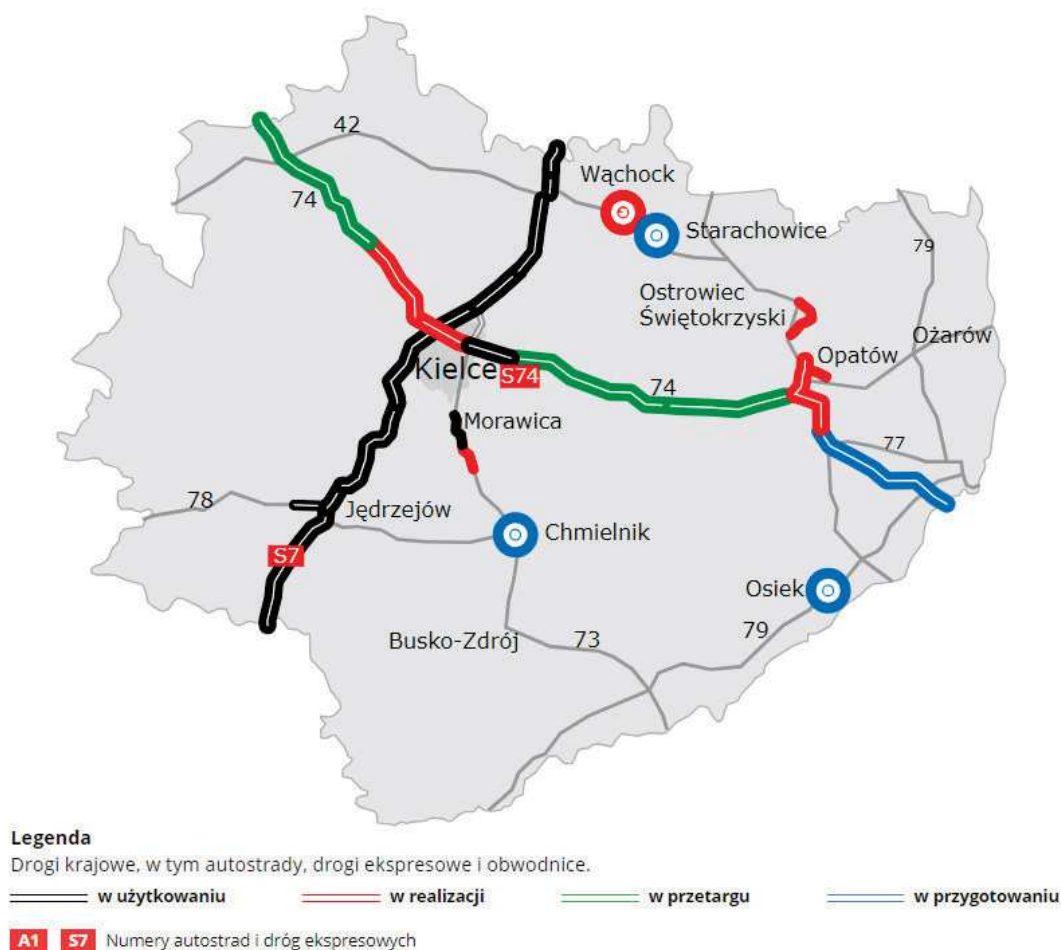 42
Wąchock
74
Starachowice
79
Ostrowiec
Świętokrzyski
Ożarów
Opatów
Kielce
S74
74
Morawica
77
78
Jędrzejów
Chmielnik
S7
Osiek
79
Busko-Zdrój
73
Legenda
Drogi krajowe, w tym autostrady, drogi ekspresowe i obwodnice.
w użytkowaniu w realizacji w przetargu w przygotowaniu
A1 S7 Numery autostrad i dróg ekspresowych